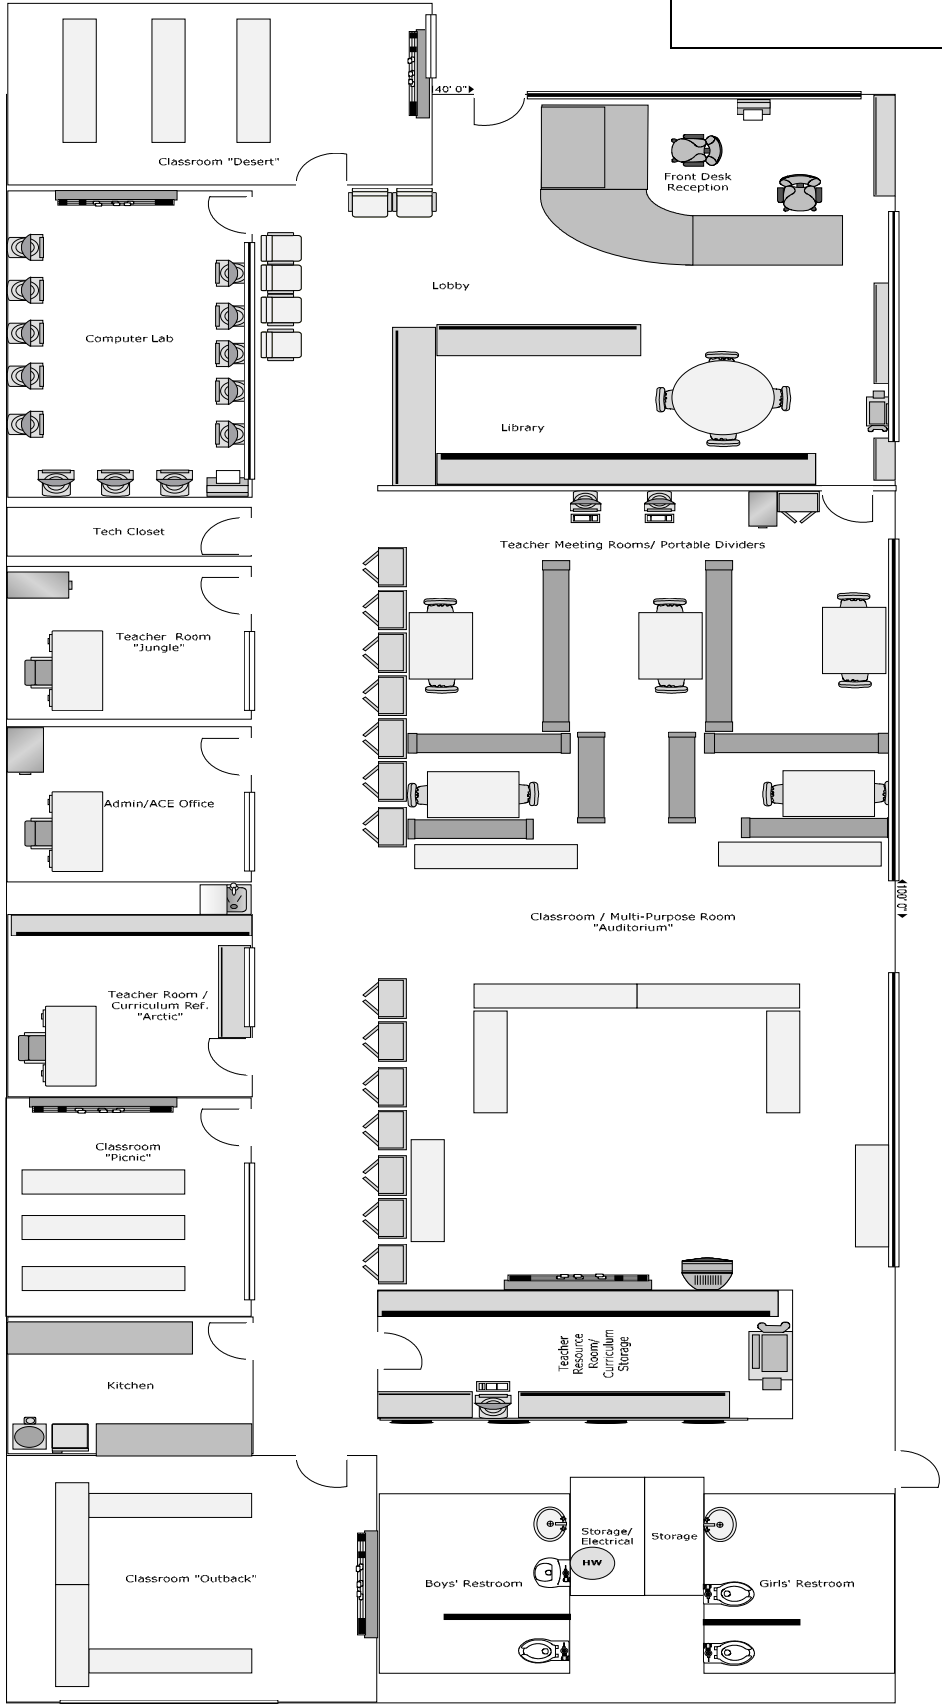 40' 0"
Classroom "Desert"
Front Desk
Reception
Lobby
Computer Lab
Library
Tech Closet
Teacher Meeting Rooms/ Portable Dividers
Teacher Room
"Jungle"
Admin/ACE Office
100' 0"
Classroom / Multi-Purpose Room
"Auditorium"
Teacher Room /
Curriculum Ref.
"Arctic"
Classroom
"Picnic"
Teacher
Resource
Room/
Curriculum
Storage
Kitchen
Storage/
Electrical
Storage
HW
Classroom "Outback"
Boys' Restroom
Girls' Restroom